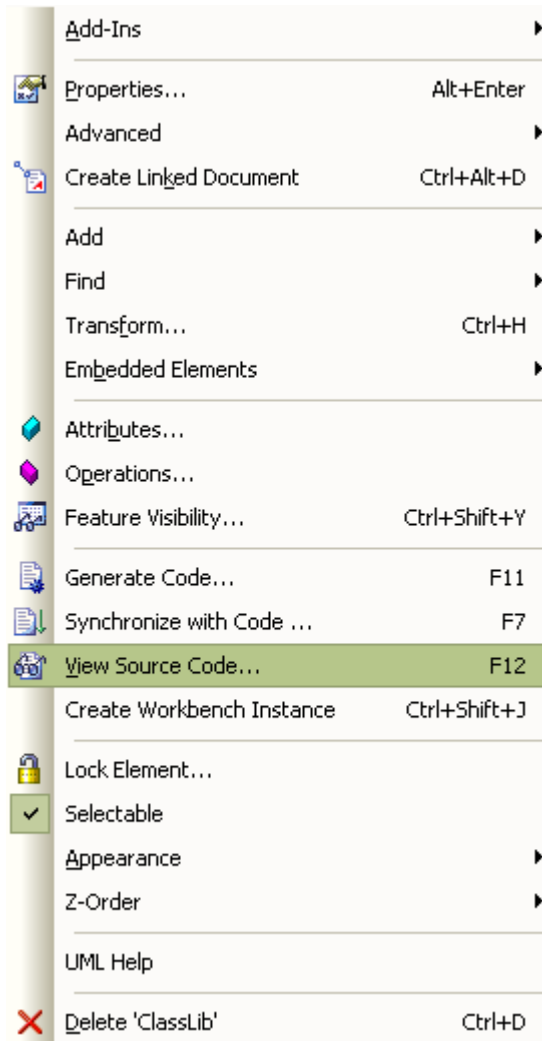 Add-Ins
Properties... Alt+Enter
Advanced
Create Linked Document Ctrl+Alt+D
Add
Find
Transform... Ctrl+H
Embedded Elements
Attributes...
Operations...
Feature Visibility... Ctrl+Shift+Y
Generate Code... F11
Synchronize with Code ... F7
View Source Code... F12
Create Workbench Instance Ctrl+Shift+J
Lock Element...
Selectable
Appearance
Z-Order
UML Help
Delete 'ClassLib' Ctrl+D